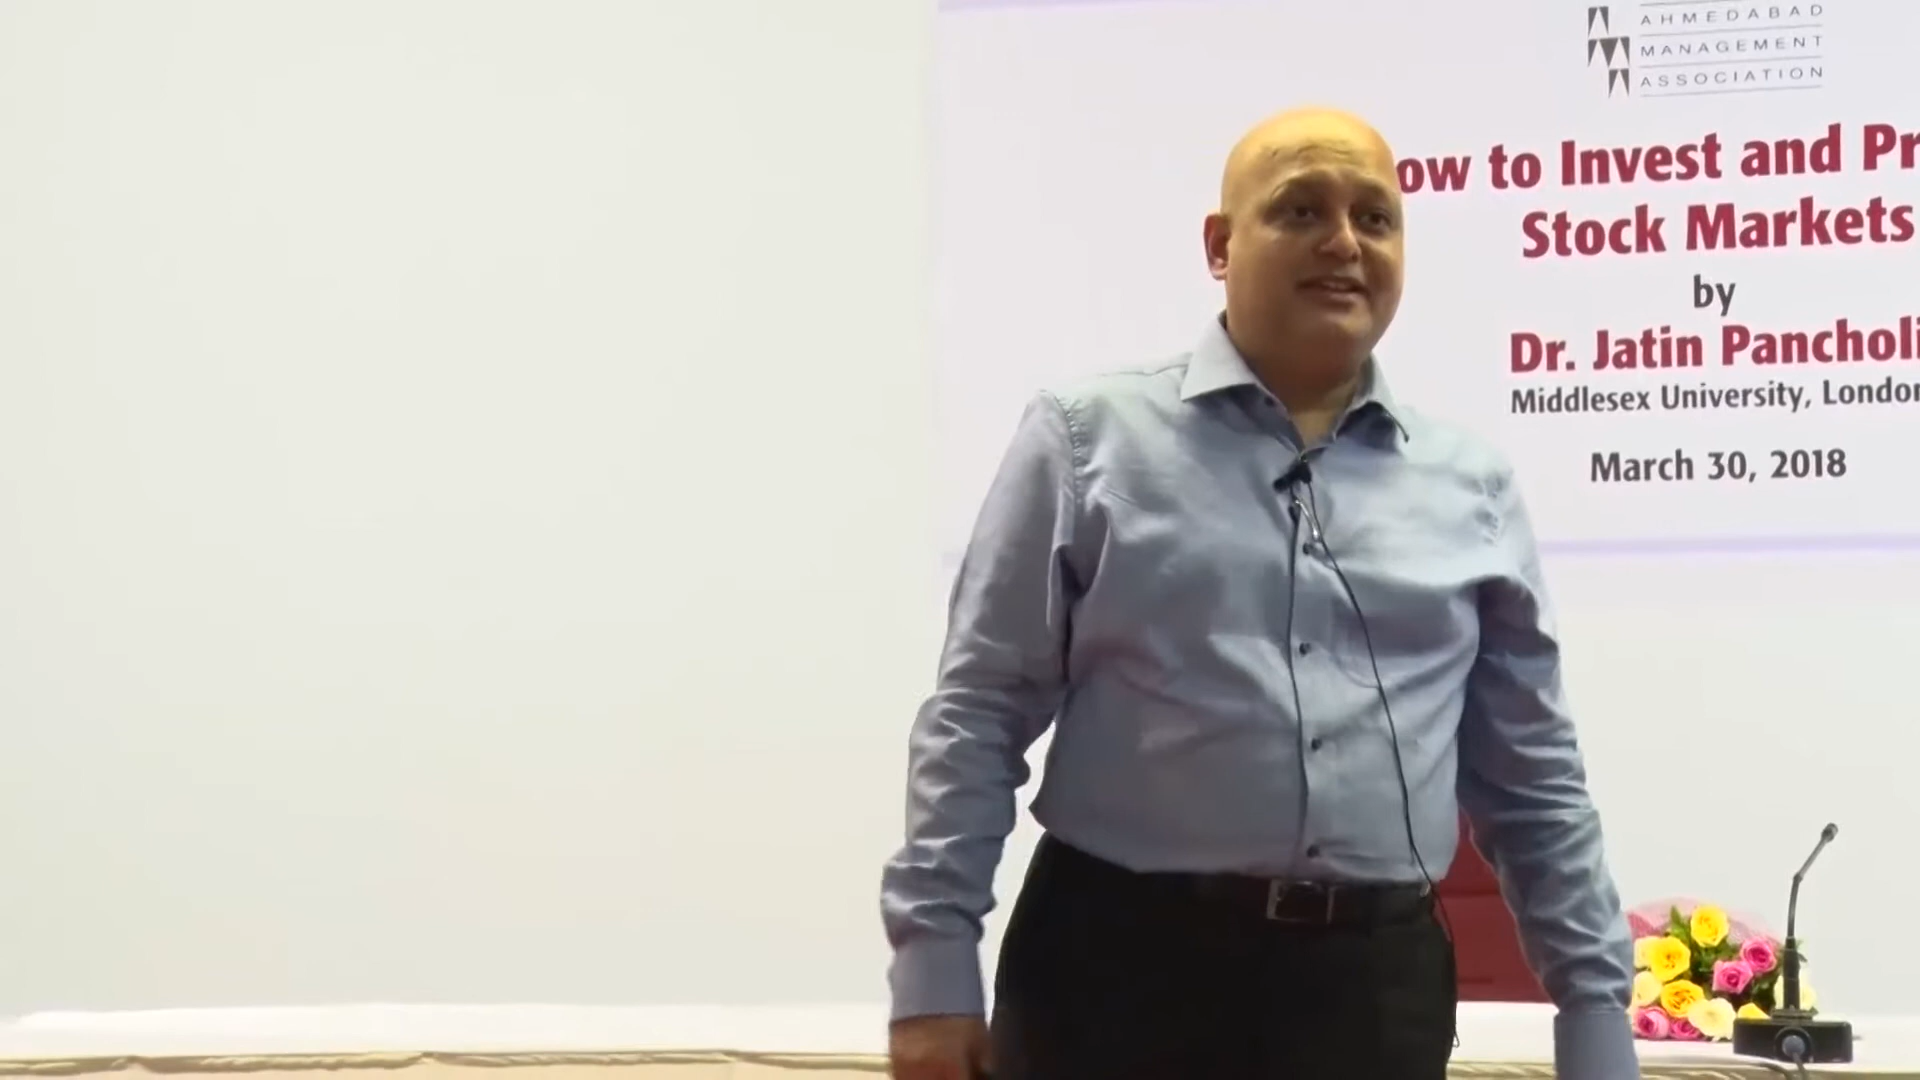 AHMEDABAD
MANAGEMENT
ASSOCIATION
ow to Invest and Pr
Stock Markets
by
Dr. Jatin Pancholi
Middlesex University, London
March 30, 2018